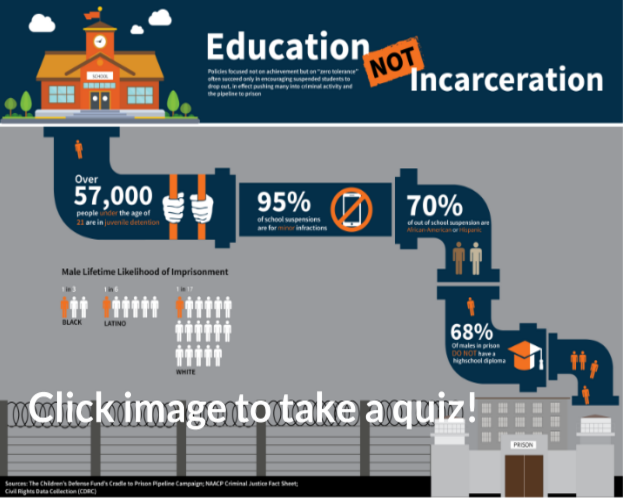 Education
NOT
Incarceration
Policies focused not on achievement but on "zero tolerance"
often succeed only in encouraging suspended students to
drop out, in effect pushing many into criminal activity and
the pipeline to prison
SCHOOL
Over
57,000
people under the age of
21 are in juvenile detention
95%
of school suspensions
are for minor infractions
70%
of out of school suspension are
African-American or Hispanic
Male Lifetime Likelihood of Imprisonment
1 in 3
BLACK
1 in 6
LATINO
1 in 17
WHITE
68%
Of males in prison
DO NOT have a
highschool diploma
Click image to take a quiz!
PRISON
Sources: The Children's Defense Fund's Cradle to Prison Pipeline Campaign; NAACP Criminal Justice Fact Sheet;
Civil Rights Data Collection (CDRC)